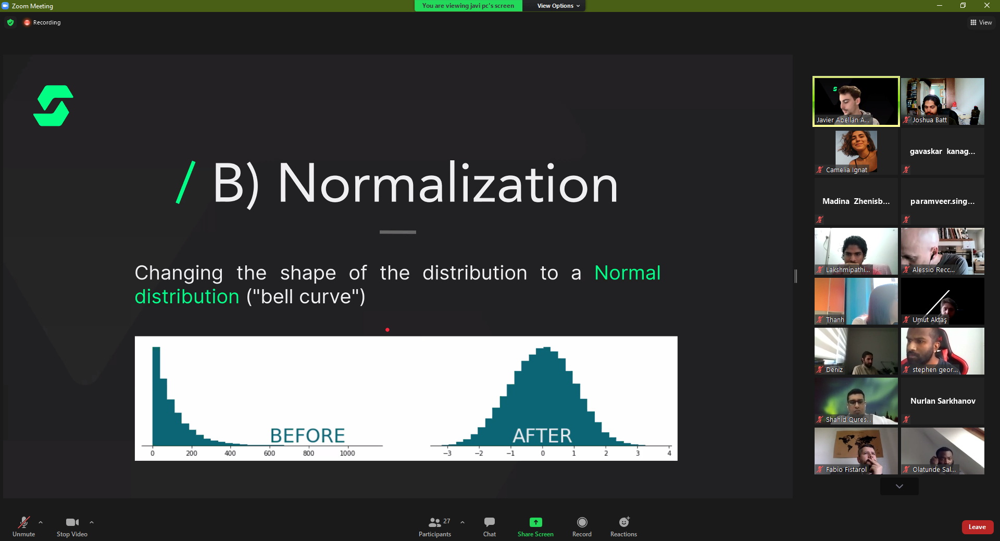 Zoom Meeting
You are viewing javi pc's screen
View Options
Recording
View
/ B) Normalization
Changing the shape of the distribution to a Normal
distribution ("bell curve")
BEFORE
0 200 400 600 800 1000
AFTER
−3 −2 −1 0 1 2 3 4
Javier Abellán A...
Joshua Batt
Camelia Ignat
gavaskar kanag...
Madina Zhenisb...
paramveer.sing...
Lakshmipathi...
Alessio Recc...
Thanh
Umut Aktaş
Deniz
stephen geor...
Shahid Qures...
Nurlan Sarkhanov
Fabio Fistarol
Olatunde Sal...
Unmute
Stop Video
27
Participants
Chat
Share Screen
Record
Reactions
Leave